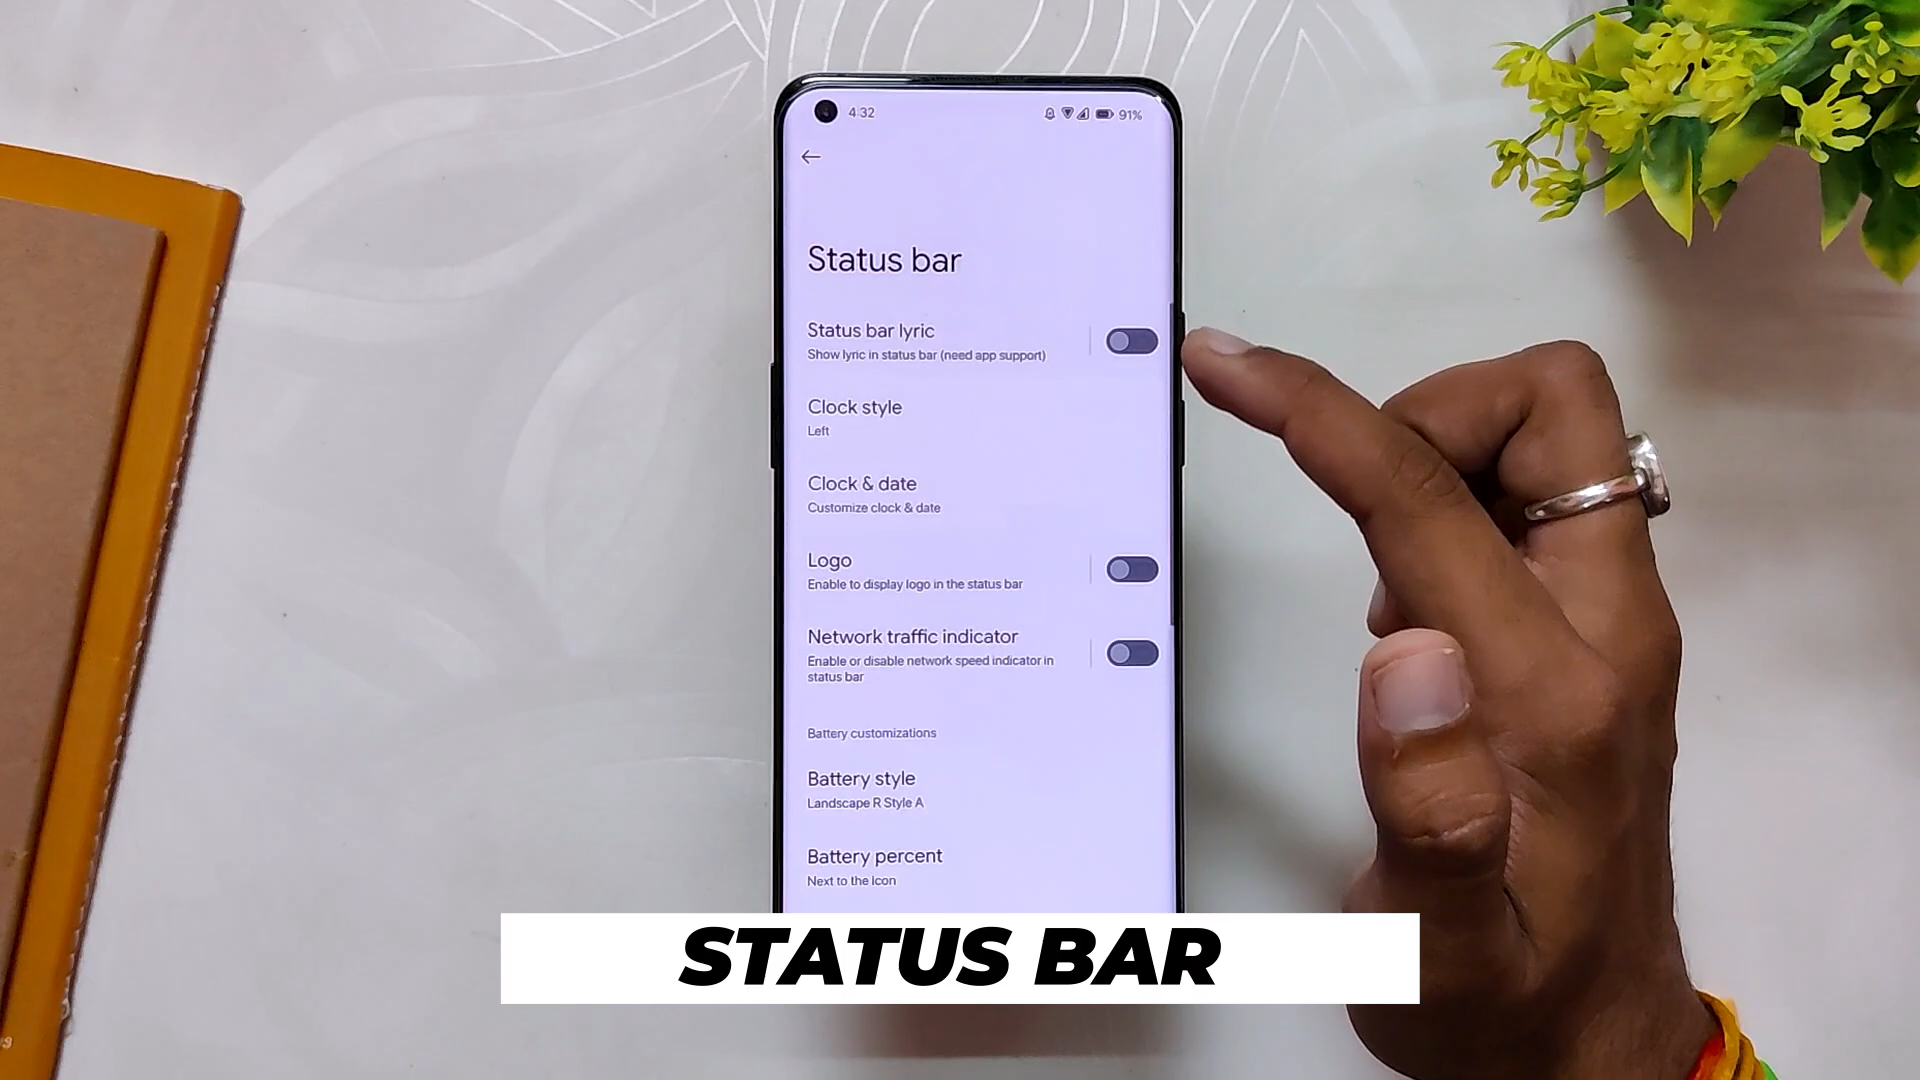 4:32
91%
Status bar
Status bar lyric
Show lyric in status bar (need app support)
Clock style
Left
Clock & date
Customize clock & date
Logo
Enable to display logo in the status bar
Network traffic indicator
Enable or disable network speed indicator in
status bar
Battery customizations
Battery style
Landscape R Style A
Battery percent
Next to the icon
STATUS BAR